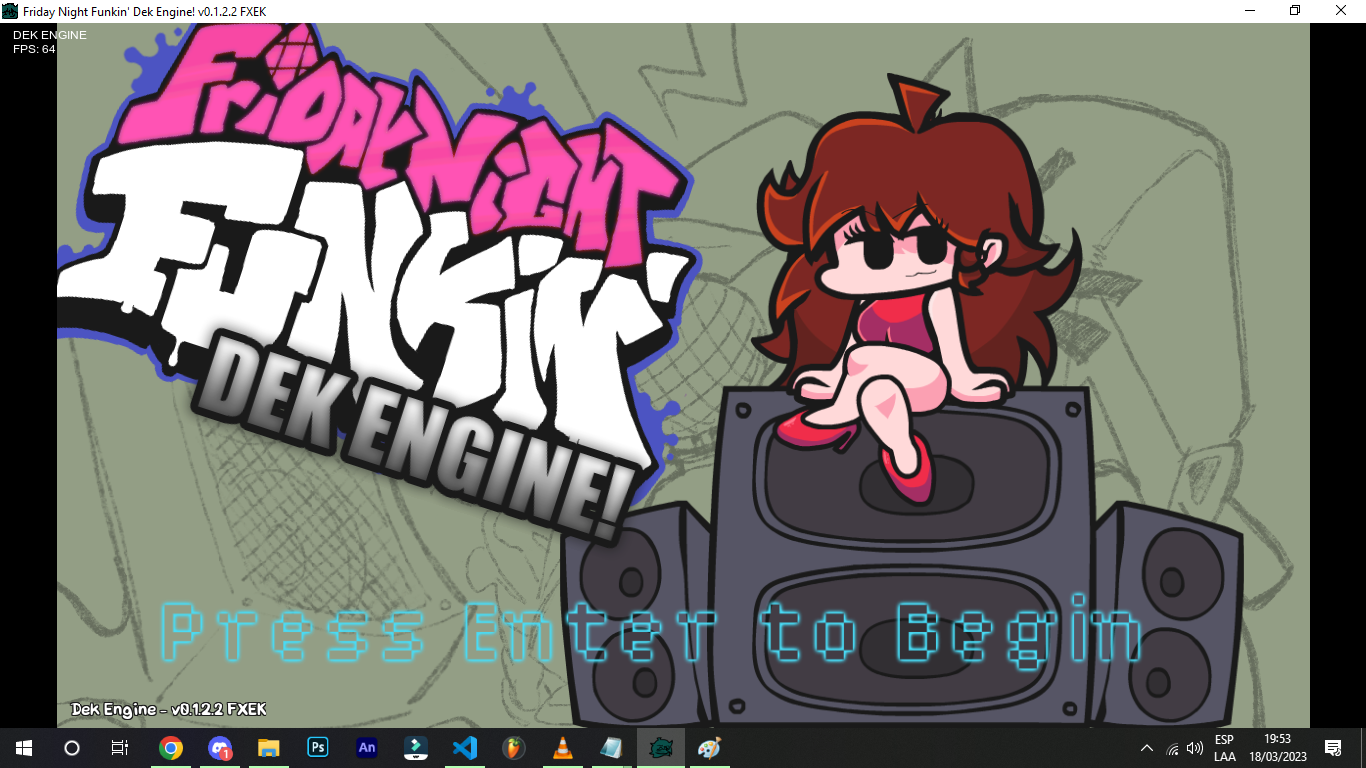 Friday Night Funkin' Dek Engine! v0.1.2.2 FXEK
DEK ENGINE
FPS: 64
FRIDAY NIGHT
FUNKIN'
DEK ENGINE!
Press Enter to Begin
Dek Engine - v0.1.2.2 FXEK
1
Ps
An
W
ESP
LAA
19:53
18/03/2023